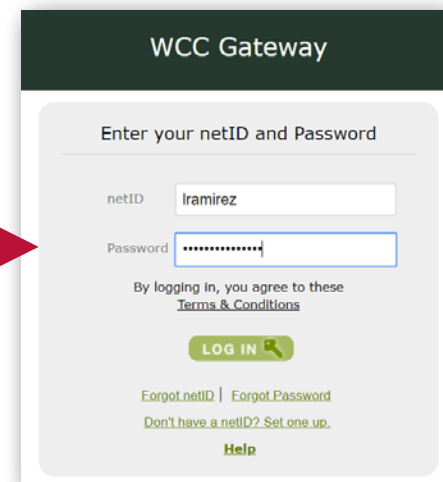 WCC Gateway
Enter your netID and Password
netID lramirez
Password •••••••••••••••
By logging in, you agree to these
Terms & Conditions
LOG IN
Forgot netID | Forgot Password
Don't have a netID? Set one up.
Help